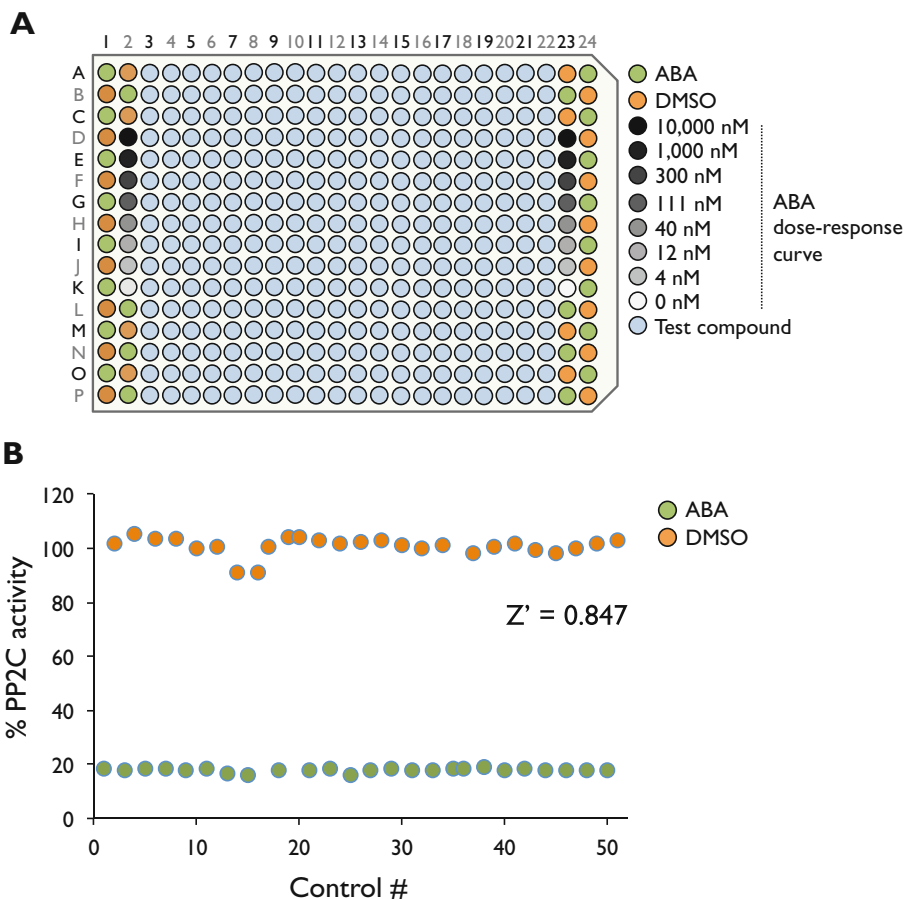 A
1 2 3 4 5 6 7 8 9 10 11 12 13 14 15 16 17 18 19 20 21 22 23 24
A
B
C
D
E
F
G
H
I
J
K
L
M
N
O
P
ABA
DMSO
10,000 nM
1,000 nM
300 nM
111 nM
40 nM
12 nM
4 nM
0 nM
Test compound
ABA
dose-response
curve
B
% PP2C activity
120
100
80
60
40
20
0
0 10 20 30 40 50
Control #
Z’ = 0.847
ABA
DMSO